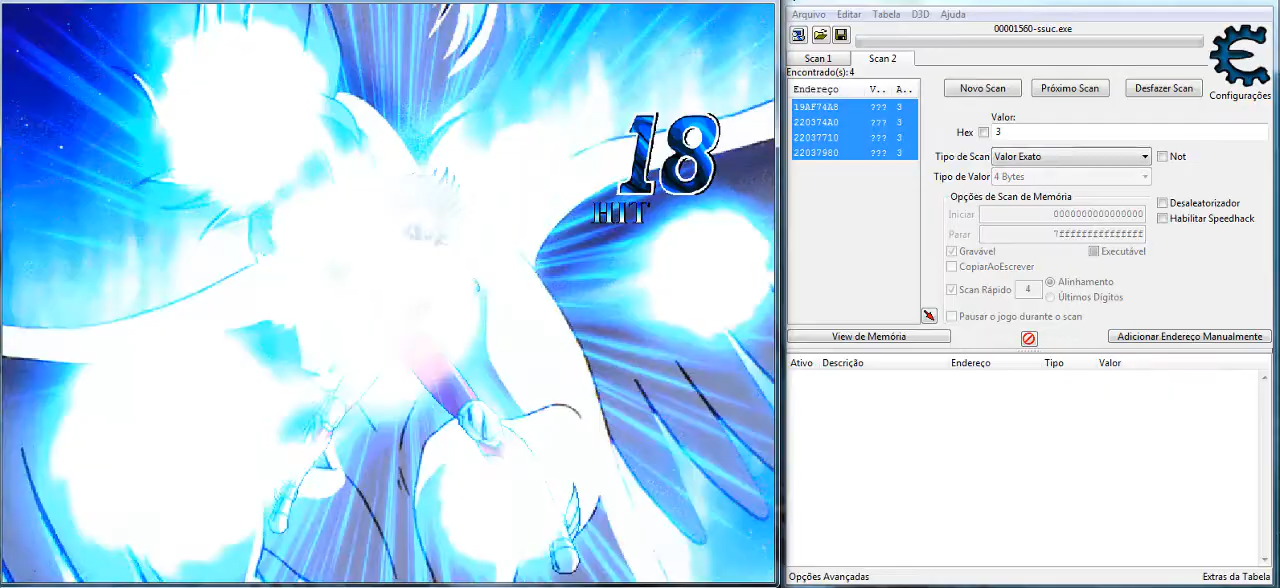 18
HIT
Arquivo Editar Tabela D3D Ajuda
00001560-ssuc.exe
Scan 1 Scan 2
Encontrado(s):4
Configurações
Endereço V.. A..
Novo Scan Próximo Scan Desfazer Scan
19AF74A8 ??? 3
220374A0 ??? 3
22037710 ??? 3
22037980 ??? 3
Valor:
Hex 3
Tipo de Scan Valor Exato Not
Tipo de Valor 4 Bytes
Opções de Scan de Memória
Iniciar 0000000000000000
Parar 7fffffffffffffff
Gravável Executável
CopiarAoEscrever
Scan Rápido 4 Alinhamento
Últimos Dígitos
Pausar o jogo durante o scan
Desaleatorizador
Habilitar Speedhack
View de Memória Adicionar Endereço Manualmente
Ativo Descrição Endereço Tipo Valor
Opções Avançadas Extras da Tabela